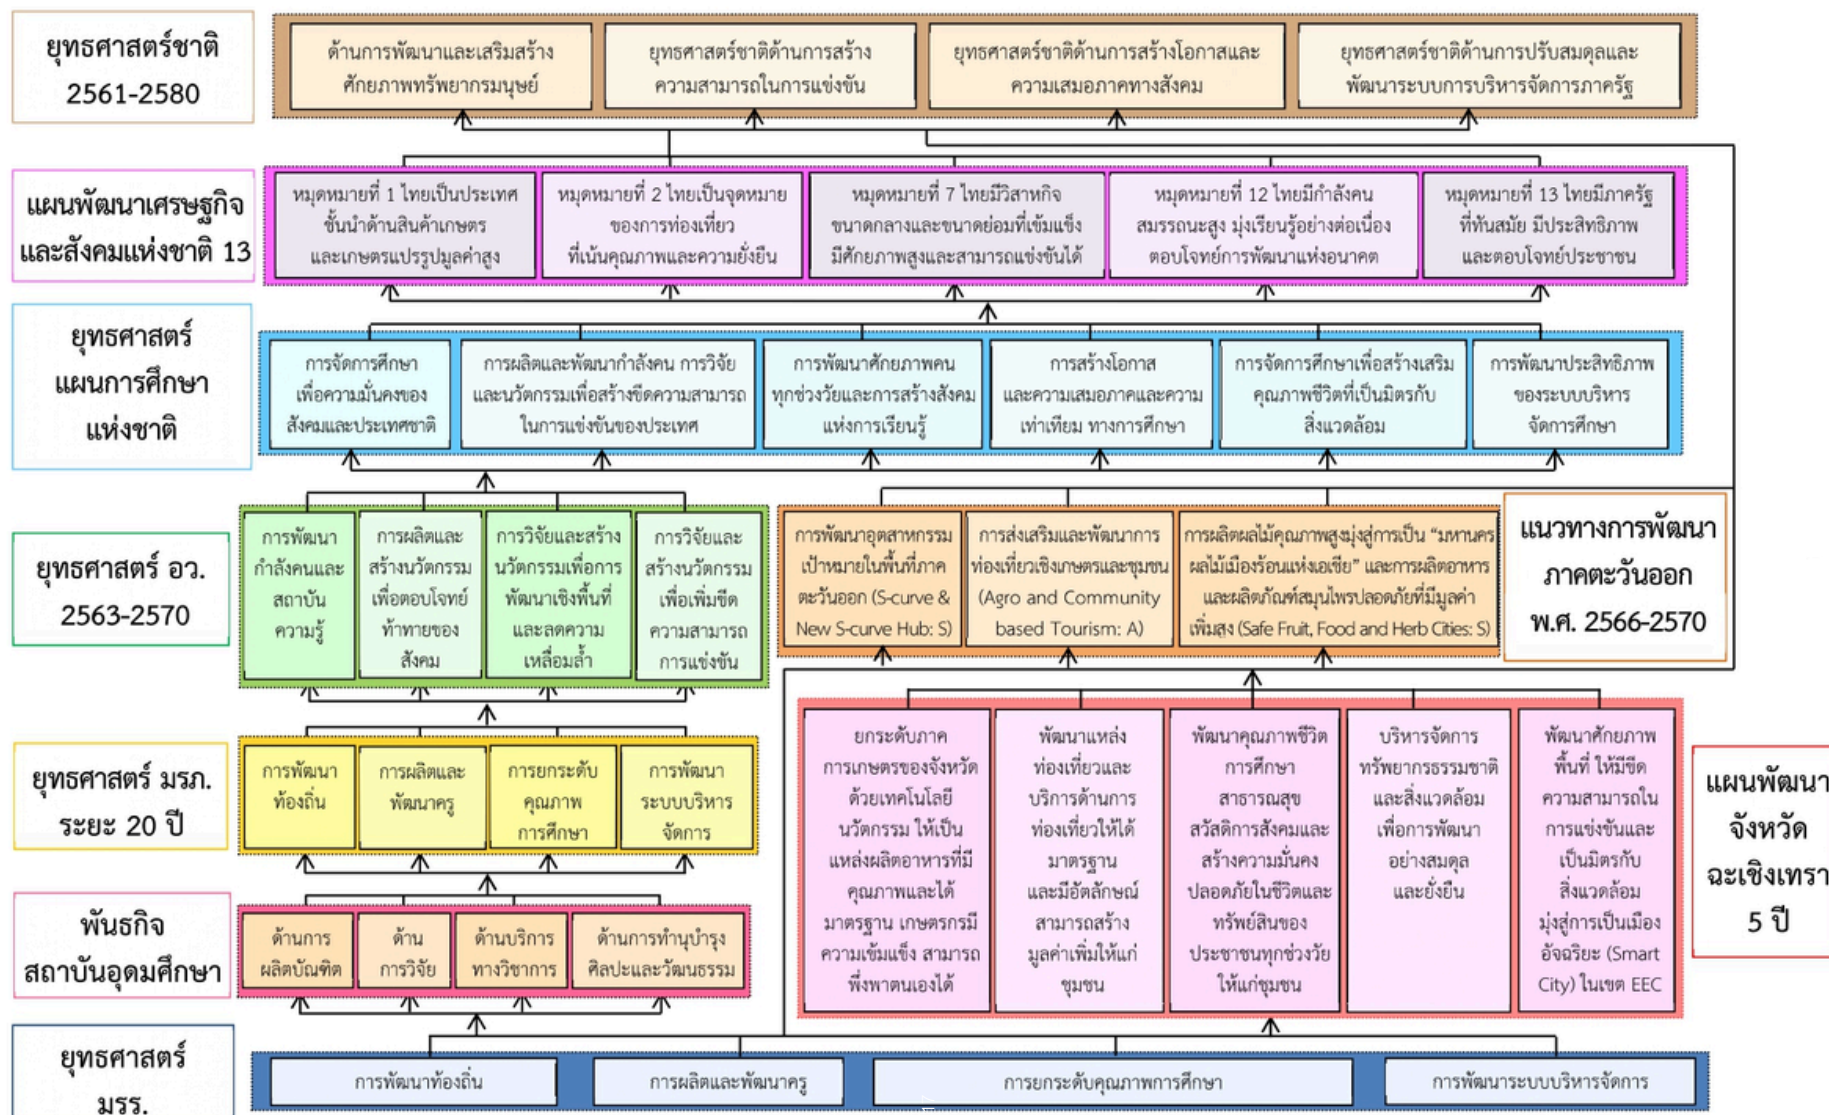 ยุทธศาสตร์ชาติ
2561-2580
ด้านการพัฒนาและเสริมสร้าง
ศักยภาพทรัพยากรมนุษย์
ยุทธศาสตร์ชาติด้านการสร้าง
ความสามารถในการแข่งขัน
ยุทธศาสตร์ชาติด้านการสร้างโอกาสและ
ความเสมอภาคทางสังคม
ยุทธศาสตร์ชาติด้านการปรับสมดุลและ
พัฒนาระบบการบริหารจัดการภาครัฐ
แผนพัฒนาเศรษฐกิจ
และสังคมแห่งชาติ 13
หมุดหมายที่ 1 ไทยเป็นประเทศ
ชั้นนำด้านสินค้าเกษตร
และเกษตรแปรรูปมูลค่าสูง
หมุดหมายที่ 2 ไทยเป็นจุดหมาย
ของการท่องเที่ยว
ที่เน้นคุณภาพและความยั่งยืน
หมุดหมายที่ 7 ไทยมีวิสาหกิจ
ขนาดกลางและขนาดย่อมที่เข้มแข็ง
มีศักยภาพสูงและสามารถแข่งขันได้
หมุดหมายที่ 12 ไทยมีกำลังคน
สมรรถนะสูง มุ่งเรียนรู้อย่างต่อเนื่อง
ตอบโจทย์การพัฒนาแห่งอนาคต
หมุดหมายที่ 13 ไทยมีภาครัฐ
ที่ทันสมัย มีประสิทธิภาพ
และตอบโจทย์ประชาชน
ยุทธศาสตร์
แผนการศึกษา
แห่งชาติ
การจัดการศึกษา
เพื่อความมั่นคงของ
สังคมและประเทศชาติ
การผลิตและพัฒนากำลังคน การวิจัย
และนวัตกรรมเพื่อสร้างขีดความสามารถ
ในการแข่งขันของประเทศ
การพัฒนาศักยภาพคน
ทุกช่วงวัยและการสร้างสังคม
แห่งการเรียนรู้
การสร้างโอกาส
และความเสมอภาคและความ
เท่าเทียม ทางการศึกษา
การจัดการศึกษาเพื่อสร้างเสริม
คุณภาพชีวิตที่เป็นมิตรกับ
สิ่งแวดล้อม
การพัฒนาประสิทธิภาพ
ของระบบบริหาร
จัดการศึกษา
ยุทธศาสตร์ อว.
2563-2570
การพัฒนา
กำลังคนและ
สถาบัน
ความรู้
การผลิตและ
สร้างนวัตกรรม
เพื่อตอบโจทย์
ท้าทายของ
สังคม
การวิจัยและสร้าง
นวัตกรรมเพื่อการ
พัฒนาเชิงพื้นที่
และลดความ
เหลื่อมล้ำ
การวิจัยและ
สร้างนวัตกรรม
เพื่อเพิ่มขีด
ความสามารถ
การแข่งขัน
การพัฒนาอุตสาหกรรม
เป้าหมายในพื้นที่ภาค
ตะวันออก (S-curve &
New S-curve Hub: S)
การส่งเสริมและพัฒนาการ
ท่องเที่ยวเชิงเกษตรและชุมชน
(Agro and Community
based Tourism: A)
การผลิตผลไม้คุณภาพสูงมุ่งสู่การเป็น “มหานคร
ผลไม้เมืองร้อนแห่งเอเชีย” และการผลิตอาหาร
และผลิตภัณฑ์สมุนไพรปลอดภัยที่มีมูลค่า
เพิ่มสูง (Safe Fruit, Food and Herb Cities: S)
แนวทางการพัฒนา
ภาคตะวันออก
พ.ศ. 2566-2570
ยุทธศาสตร์ มรภ.
ระยะ 20 ปี
การพัฒนา
ท้องถิ่น
การผลิตและ
พัฒนาครู
การยกระดับ
คุณภาพ
การศึกษา
การพัฒนา
ระบบบริหาร
จัดการ
ยกระดับภาค
การเกษตรของจังหวัด
ด้วยเทคโนโลยี
นวัตกรรม ให้เป็น
แหล่งผลิตอาหารที่มี
คุณภาพและได้
มาตรฐาน เกษตรกรมี
ความเข้มแข็ง สามารถ
พึ่งพาตนเองได้
พัฒนาแหล่ง
ท่องเที่ยวและ
บริการด้านการ
ท่องเที่ยวให้ได้
มาตรฐาน
และมีอัตลักษณ์
สามารถสร้าง
มูลค่าเพิ่มให้แก่
ชุมชน
พัฒนาคุณภาพชีวิต
การศึกษา
สาธารณสุข
สวัสดิการสังคมและ
สร้างความมั่นคง
ปลอดภัยในชีวิตและ
ทรัพย์สินของ
ประชาชนทุกช่วงวัย
ให้แก่ชุมชน
บริหารจัดการ
ทรัพยากรธรรมชาติ
และสิ่งแวดล้อม
เพื่อการพัฒนา
อย่างสมดุล
และยั่งยืน
พัฒนาศักยภาพ
พื้นที่ ให้มีขีด
ความสามารถใน
การแข่งขันและ
เป็นมิตรกับ
สิ่งแวดล้อม
มุ่งสู่การเป็นเมือง
อัจฉริยะ (Smart
City) ในเขต EEC
แผนพัฒนา
จังหวัด
ฉะเชิงเทรา
5 ปี
พันธกิจ
สถาบันอุดมศึกษา
ด้านการ
ผลิตบัณฑิต
ด้าน
การวิจัย
ด้านบริการ
ทางวิชาการ
ด้านการทำนุบำรุง
ศิลปะและวัฒนธรรม
ยุทธศาสตร์
มรร.
การพัฒนาท้องถิ่น
การผลิตและพัฒนาครู
การยกระดับคุณภาพการศึกษา
การพัฒนาระบบบริหารจัดการ